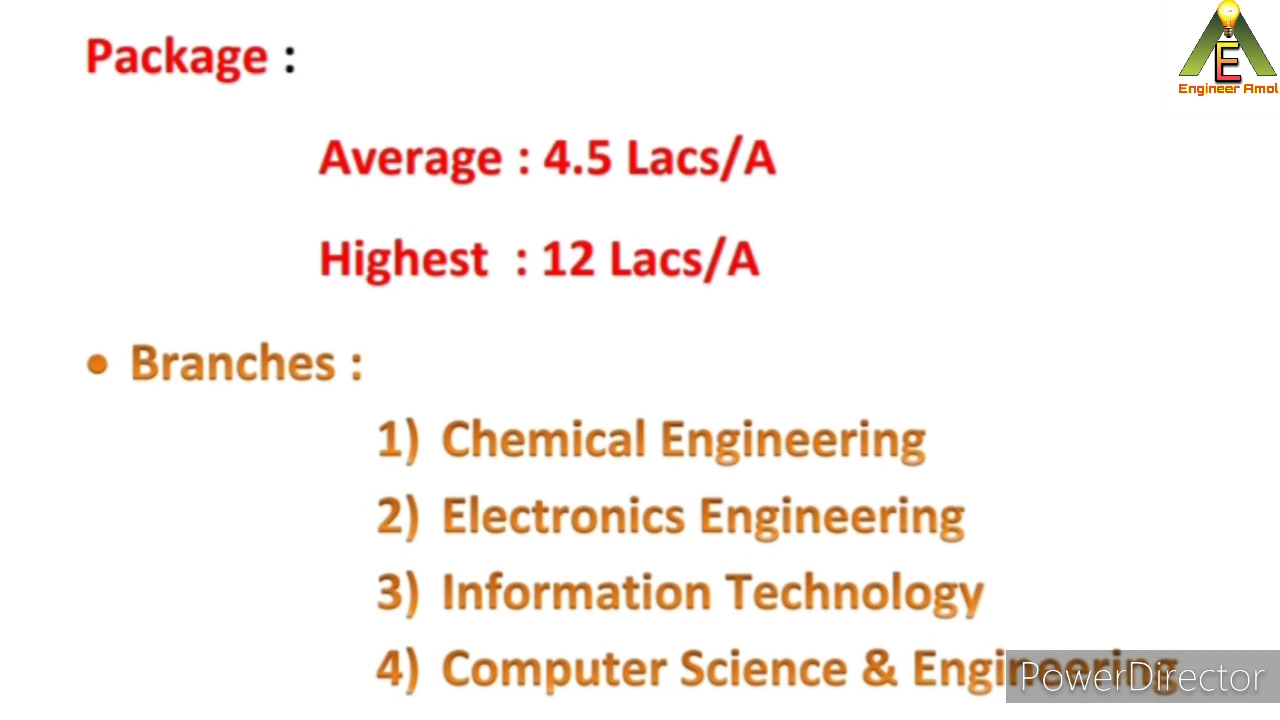 Package :
E
Engineer Amol
Average : 4.5 Lacs/A
Highest : 12 Lacs/A
• Branches :
1) Chemical Engineering
2) Electronics Engineering
3) Information Technology
4) Computer Science & Engineering
PowerDirector